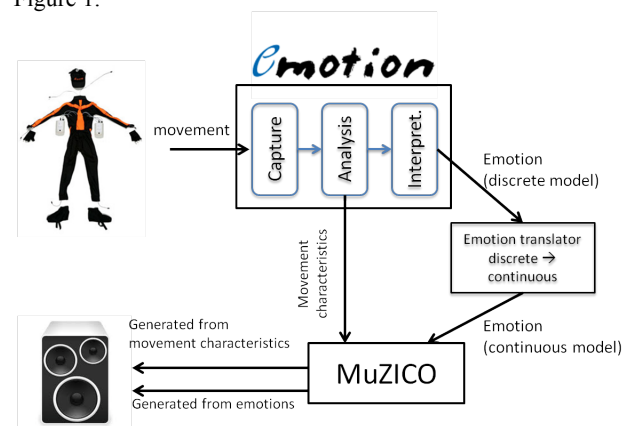 Figure 1.
emotion
movement
Capture
Analysis
Interpret.
Emotion
(discrete model)
Emotion translator
discrete →
continuous
Movement
characteristics
Emotion
(continuous model)
Generated from
movement characteristics
MuZICO
Generated from emotions